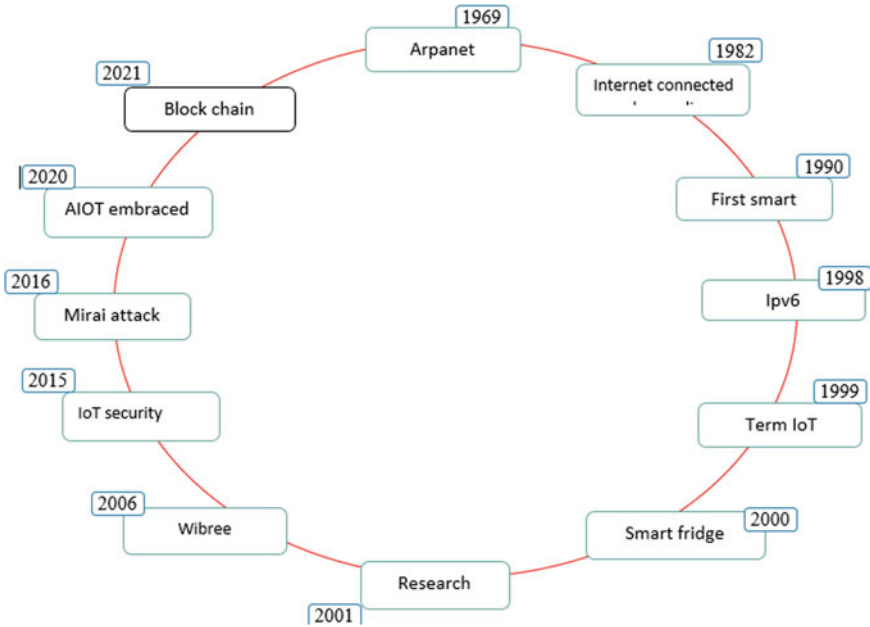 1969
Arpanet
1982
Internet connected
1990
First smart
1998
Ipv6
1999
Term IoT
2000
Smart fridge
2001
Research
2006
Wibree
2015
IoT security
2016
Mirai attack
2020
AIOT embraced
2021
Block chain